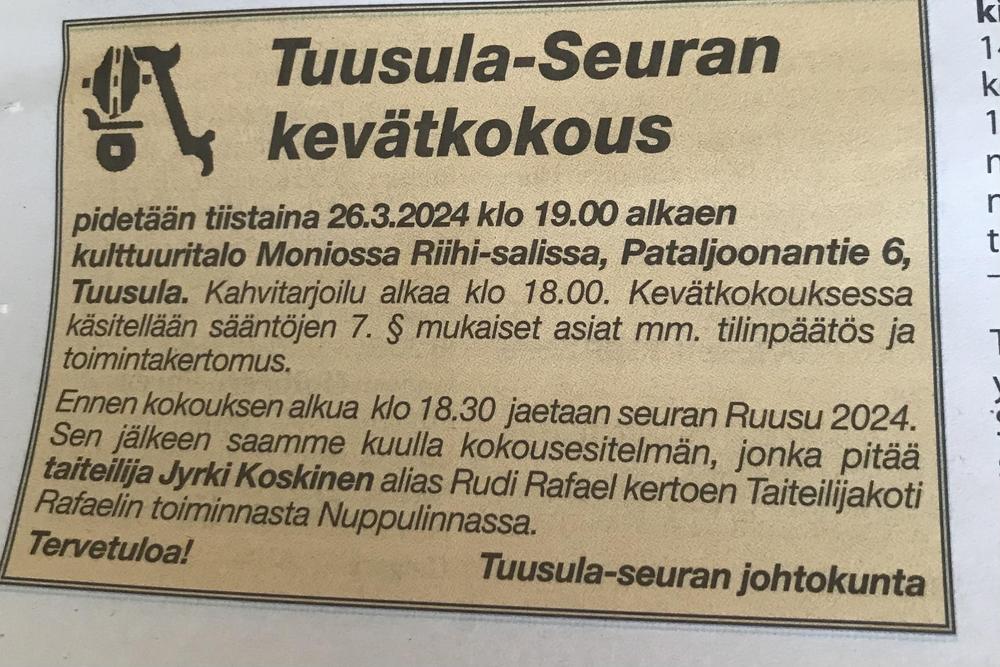 Tuusula-Seuran
kevätkokous
pidetään tiistaina 26.3.2024 klo 19.00 alkaen
kulttuuritalo Moniossa Riihi-salissa, Pataljoonantie 6,
Tuusula. Kahvitarjoilu alkaa klo 18.00. Kevätkokouksessa
käsitellään sääntöjen 7. § mukaiset asiat mm. tilinpäätös ja
toimintakertomus.
Ennen kokouksen alkua klo 18.30 jaetaan seuran Ruusu 2024.
Sen jälkeen saamme kuulla kokousesitelmän, jonka pitää
taiteilija Jyrki Koskinen alias Rudi Rafael kertoen Taiteilijakoti
Rafaelin toiminnasta Nuppulinnassa.
Tervetuloa!
Tuusula-seuran johtokunta